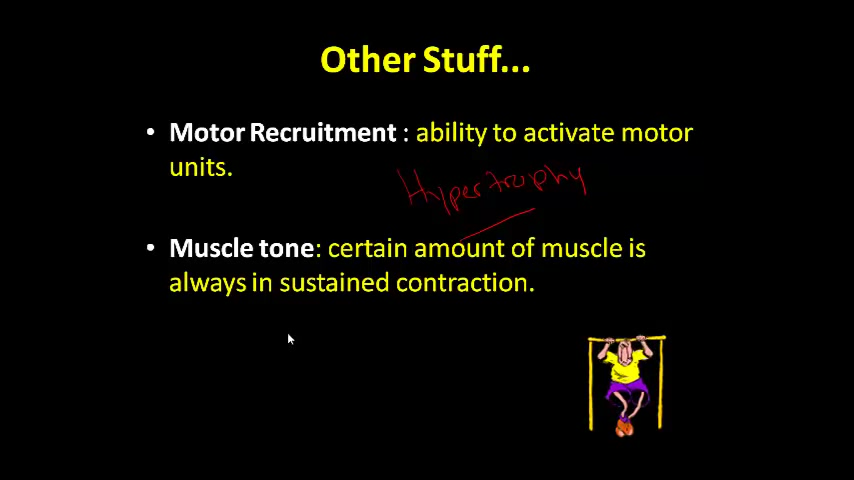 Other Stuff...
• Motor Recruitment : ability to activate motor
units.
Hypertrophy
• Muscle tone: certain amount of muscle is
always in sustained contraction.